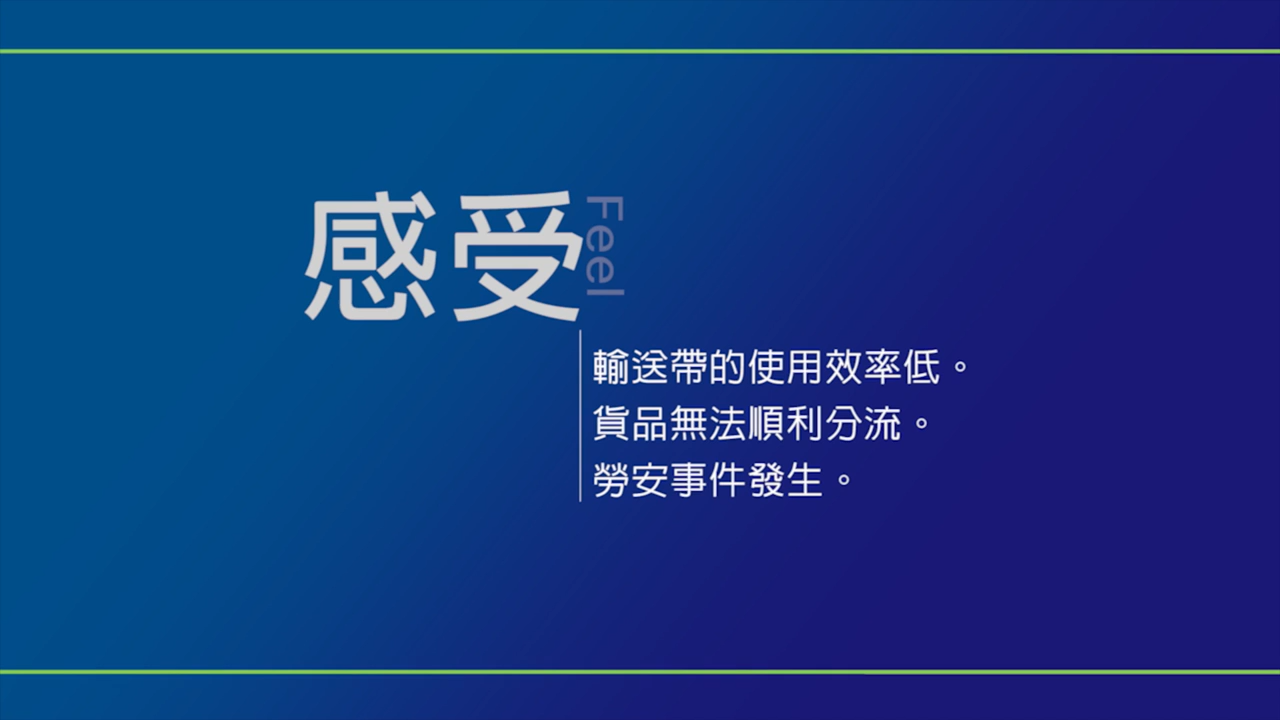 感受
Feel
輸送帶的使用效率低。
貨品無法順利分流。
勞安事件發生。